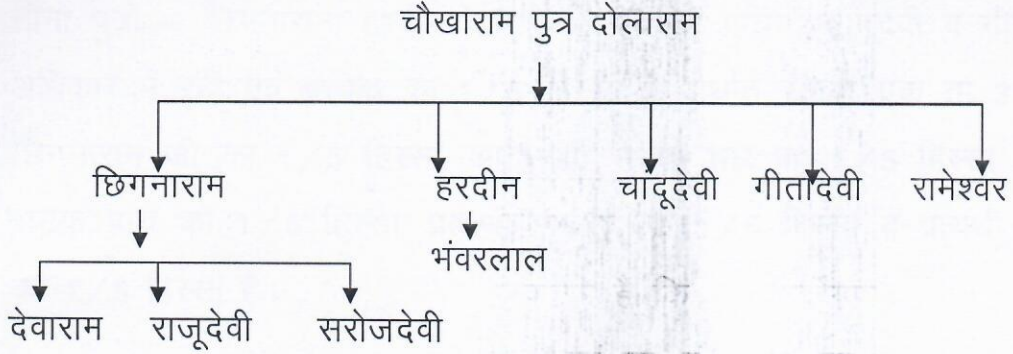 चौखाराम पुत्र दोलाराम
छिगनाराम हरदीन चादूदेवी गीतादेवी रामेश्वर
भंवरलाल
देवाराम राजूदेवी सरोजदेवी